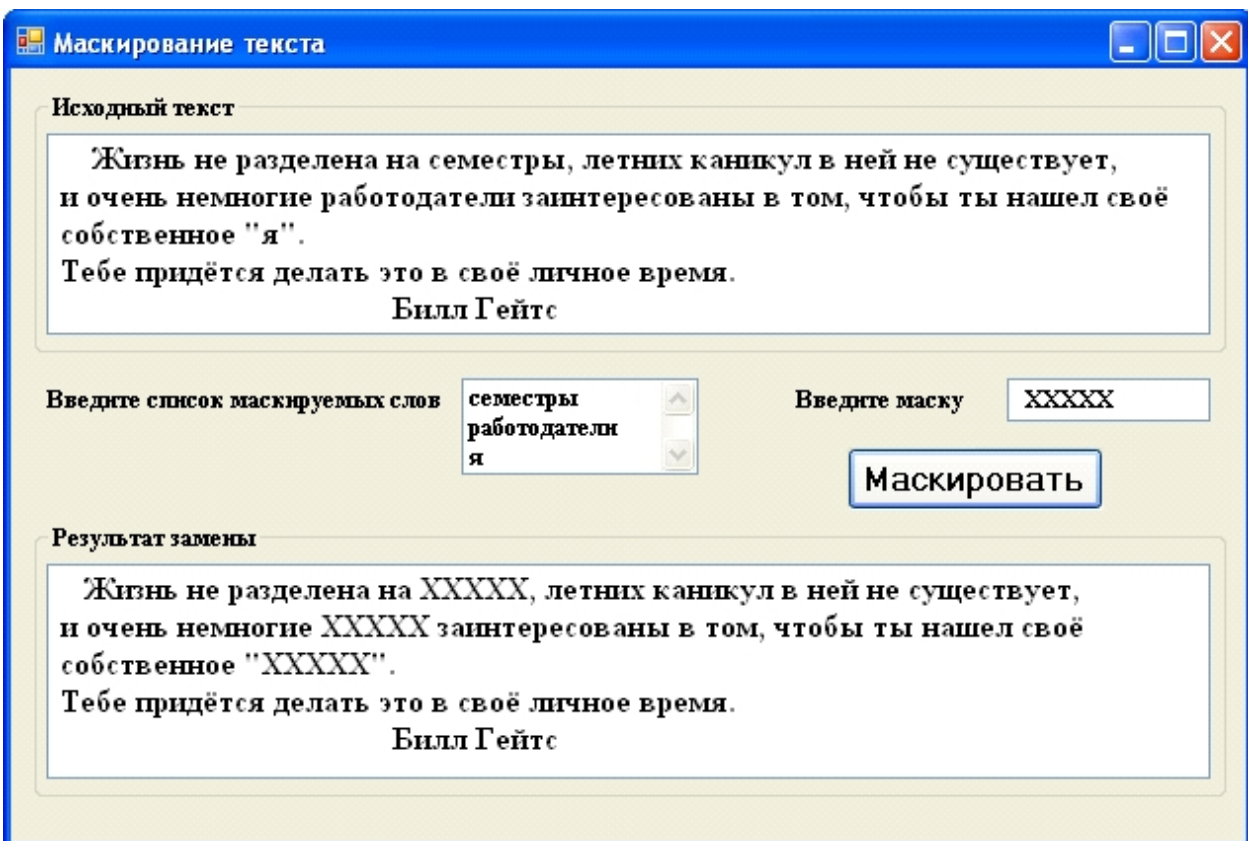 Маскирование текста
Исходный текст
Жизнь не разделена на семестры, летних каникул в ней не существует,
и очень немногие работодатели заинтересованы в том, чтобы ты нашел своё
собственное "я".
Тебе придётся делать это в своё личное время.
Билл Гейтс
Введите список маскируемых слов
семестры
работодатели
я
Введите маску
XXXXX
Маскировать
Результат замены
Жизнь не разделена на XXXXX, летних каникул в ней не существует,
и очень немногие XXXXX заинтересованы в том, чтобы ты нашел своё
собственное "XXXXX".
Тебе придётся делать это в своё личное время.
Билл Гейтс